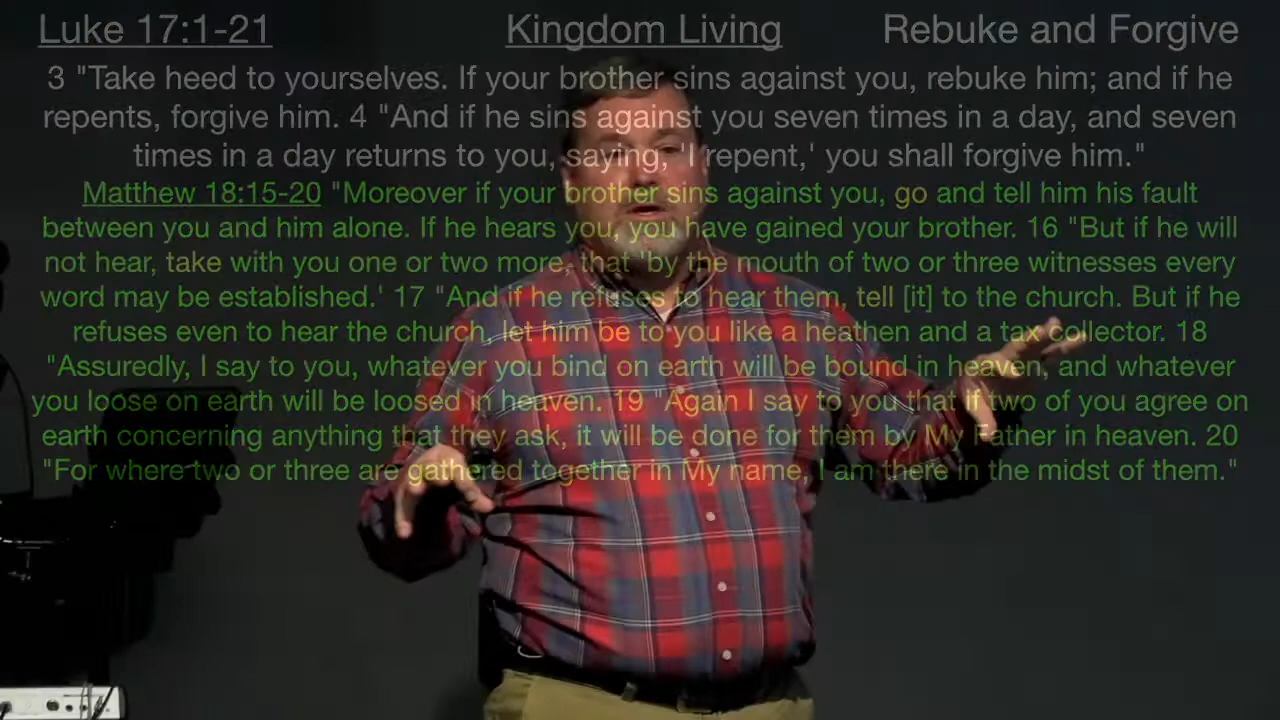 Luke 17:1-21 Kingdom Living Rebuke and Forgive
3 "Take heed to yourselves. If your brother sins against you, rebuke him; and if he
repents, forgive him. 4 "And if he sins against you seven times in a day, and seven
times in a day returns to you, saying, 'I repent,' you shall forgive him."
Matthew 18:15-20 "Moreover if your brother sins against you, go and tell him his fault
between you and him alone. If he hears you, you have gained your brother. 16 "But if he will
not hear, take with you one or two more, that 'by the mouth of two or three witnesses every
word may be established.' 17 "And if he refuses to hear them, tell [it] to the church. But if he
refuses even to hear the church, let him be to you like a heathen and a tax collector. 18
"Assuredly, I say to you, whatever you bind on earth will be bound in heaven, and whatever
you loose on earth will be loosed in heaven. 19 "Again I say to you that if two of you agree on
earth concerning anything that they ask, it will be done for them by My Father in heaven. 20
"For where two or three are gathered together in My name, I am there in the midst of them."